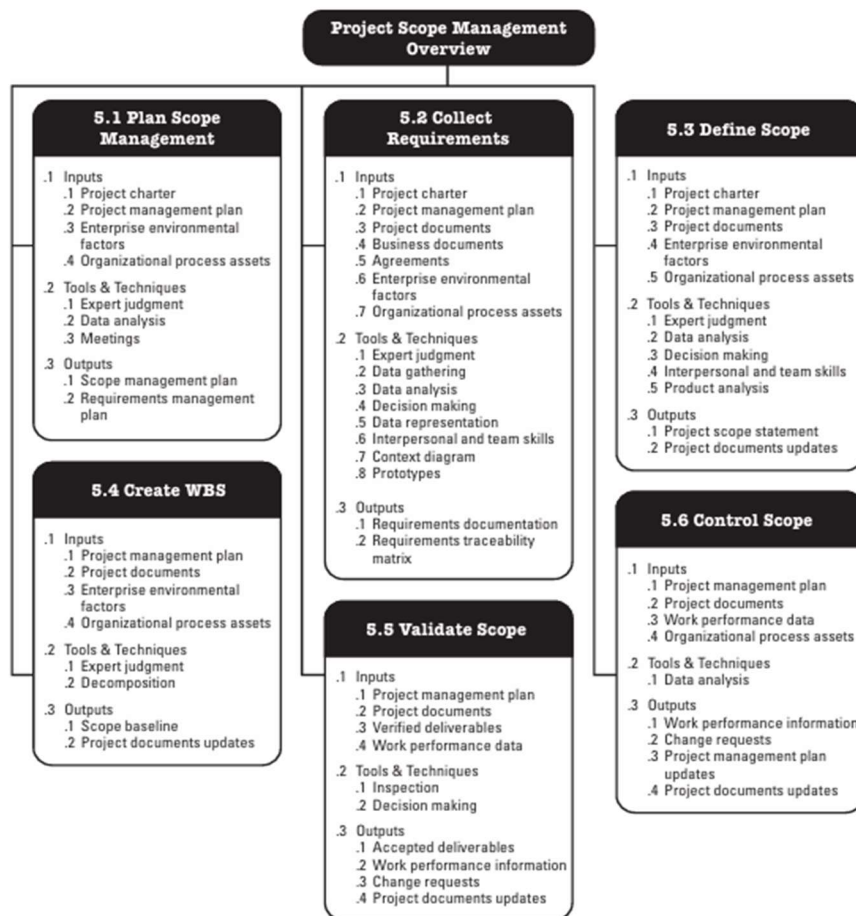 Project Scope Management
Overview
5.1 Plan Scope
Management
.1 Inputs
.1 Project charter
.2 Project management plan
.3 Enterprise environmental
factors
.4 Organizational process assets
.2 Tools & Techniques
.1 Expert judgment
.2 Data analysis
.3 Meetings
.3 Outputs
.1 Scope management plan
.2 Requirements management
plan
5.2 Collect
Requirements
.1 Inputs
.1 Project charter
.2 Project management plan
.3 Project documents
.4 Business documents
.5 Agreements
.6 Enterprise environmental
factors
.7 Organizational process assets
.2 Tools & Techniques
.1 Expert judgment
.2 Data gathering
.3 Data analysis
.4 Decision making
.5 Data representation
.6 Interpersonal and team skills
.7 Context diagram
.8 Prototypes
.3 Outputs
.1 Requirements documentation
.2 Requirements traceability
matrix
5.3 Define Scope
.1 Inputs
.1 Project charter
.2 Project management plan
.3 Project documents
.4 Enterprise environmental
factors
.5 Organizational process assets
.2 Tools & Techniques
.1 Expert judgment
.2 Data analysis
.3 Decision making
.4 Interpersonal and team skills
.5 Product analysis
.3 Outputs
.1 Project scope statement
.2 Project documents updates
5.4 Create WBS
.1 Inputs
.1 Project management plan
.2 Project documents
.3 Enterprise environmental
factors
.4 Organizational process assets
.2 Tools & Techniques
.1 Expert judgment
.2 Decomposition
.3 Outputs
.1 Scope baseline
.2 Project documents updates
5.5 Validate Scope
.1 Inputs
.1 Project management plan
.2 Project documents
.3 Verified deliverables
.4 Work performance data
.2 Tools & Techniques
.1 Inspection
.2 Decision making
.3 Outputs
.1 Accepted deliverables
.2 Work performance information
.3 Change requests
.4 Project documents updates
5.6 Control Scope
.1 Inputs
.1 Project management plan
.2 Project documents
.3 Work performance data
.4 Organizational process assets
.2 Tools & Techniques
.1 Data analysis
.3 Outputs
.1 Work performance information
.2 Change requests
.3 Project management plan
updates
.4 Project documents updates